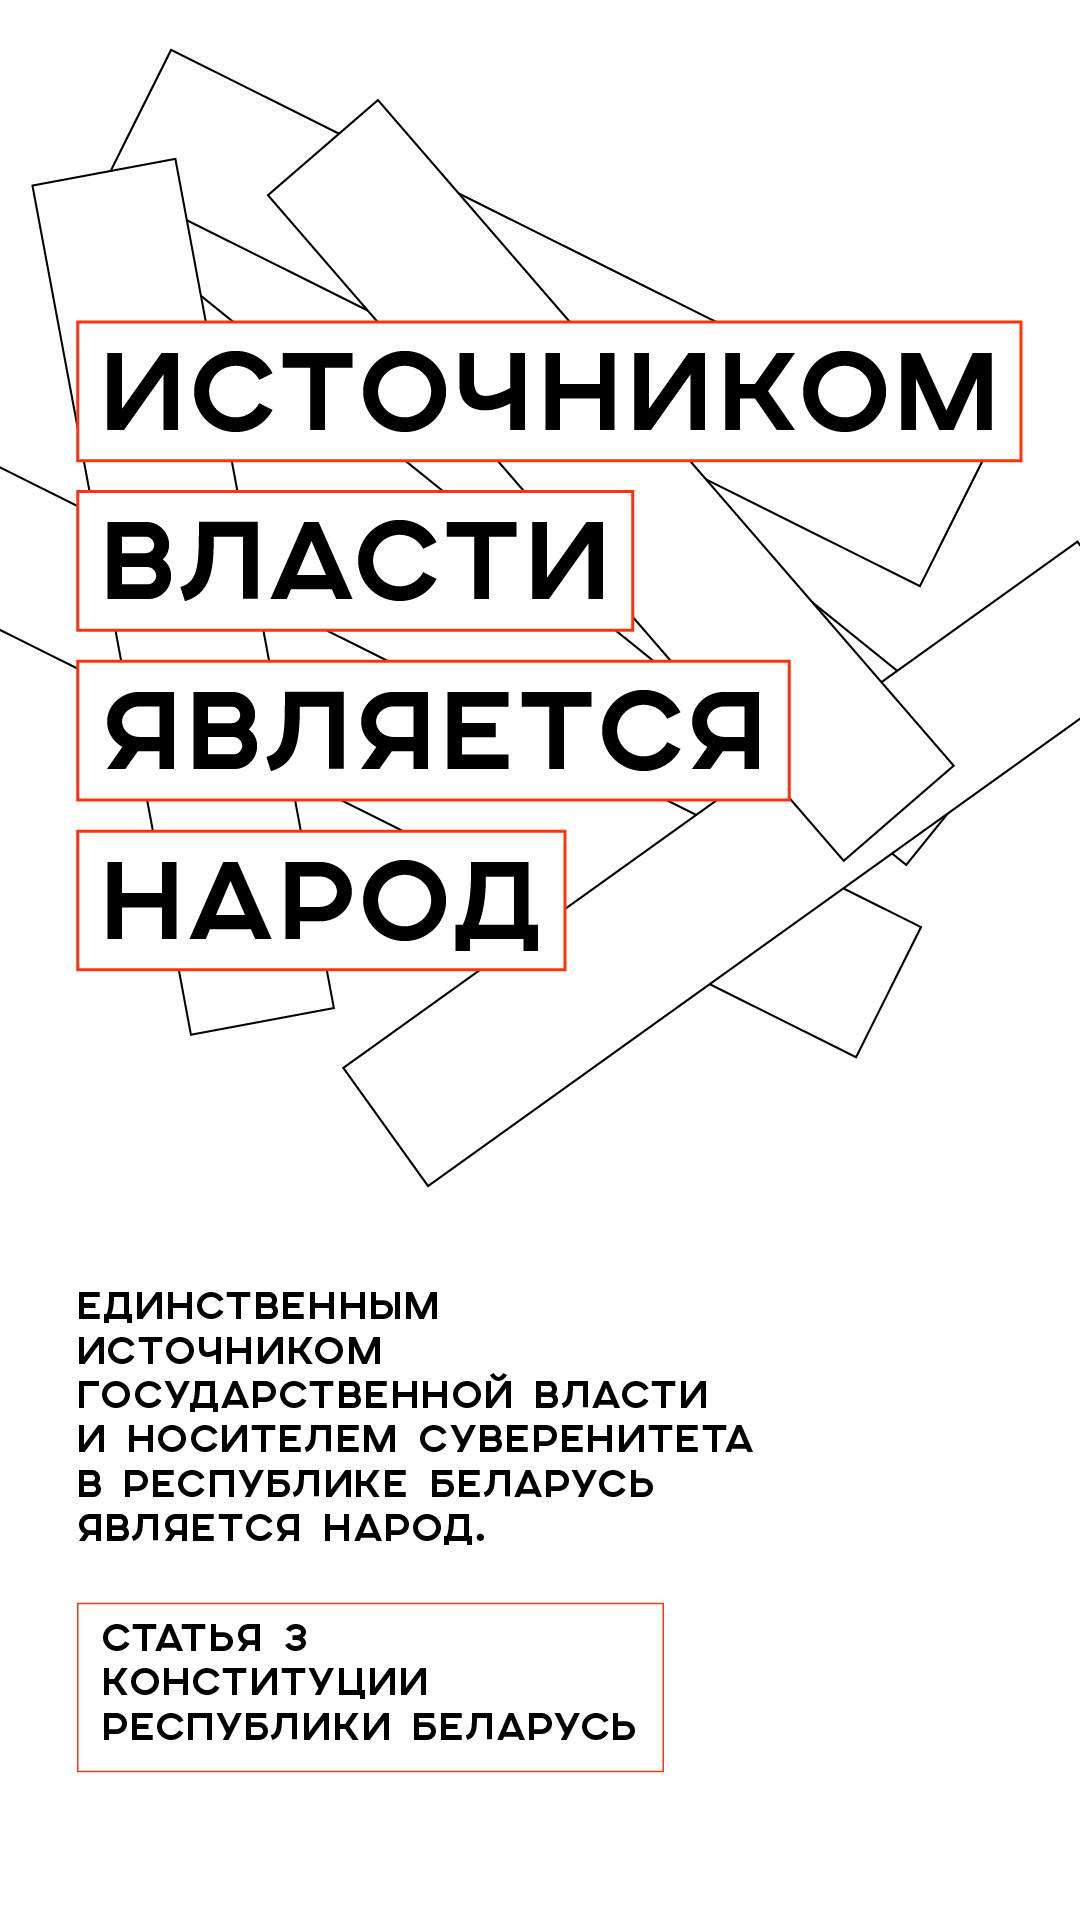 ИСТОЧНИКОМ
ВЛАСТИ
ЯВЛЯЕТСЯ
НАРОД
ЕДИНСТВЕННЫМ
ИСТОЧНИКОМ
ГОСУДАРСТВЕННОЙ ВЛАСТИ
И НОСИТЕЛЕМ СУВЕРЕНИТЕТА
В РЕСПУБЛИКЕ БЕЛАРУСЬ
ЯВЛЯЕТСЯ НАРОД.
СТАТЬЯ 3
КОНСТИТУЦИИ
РЕСПУБЛИКИ БЕЛАРУСЬ